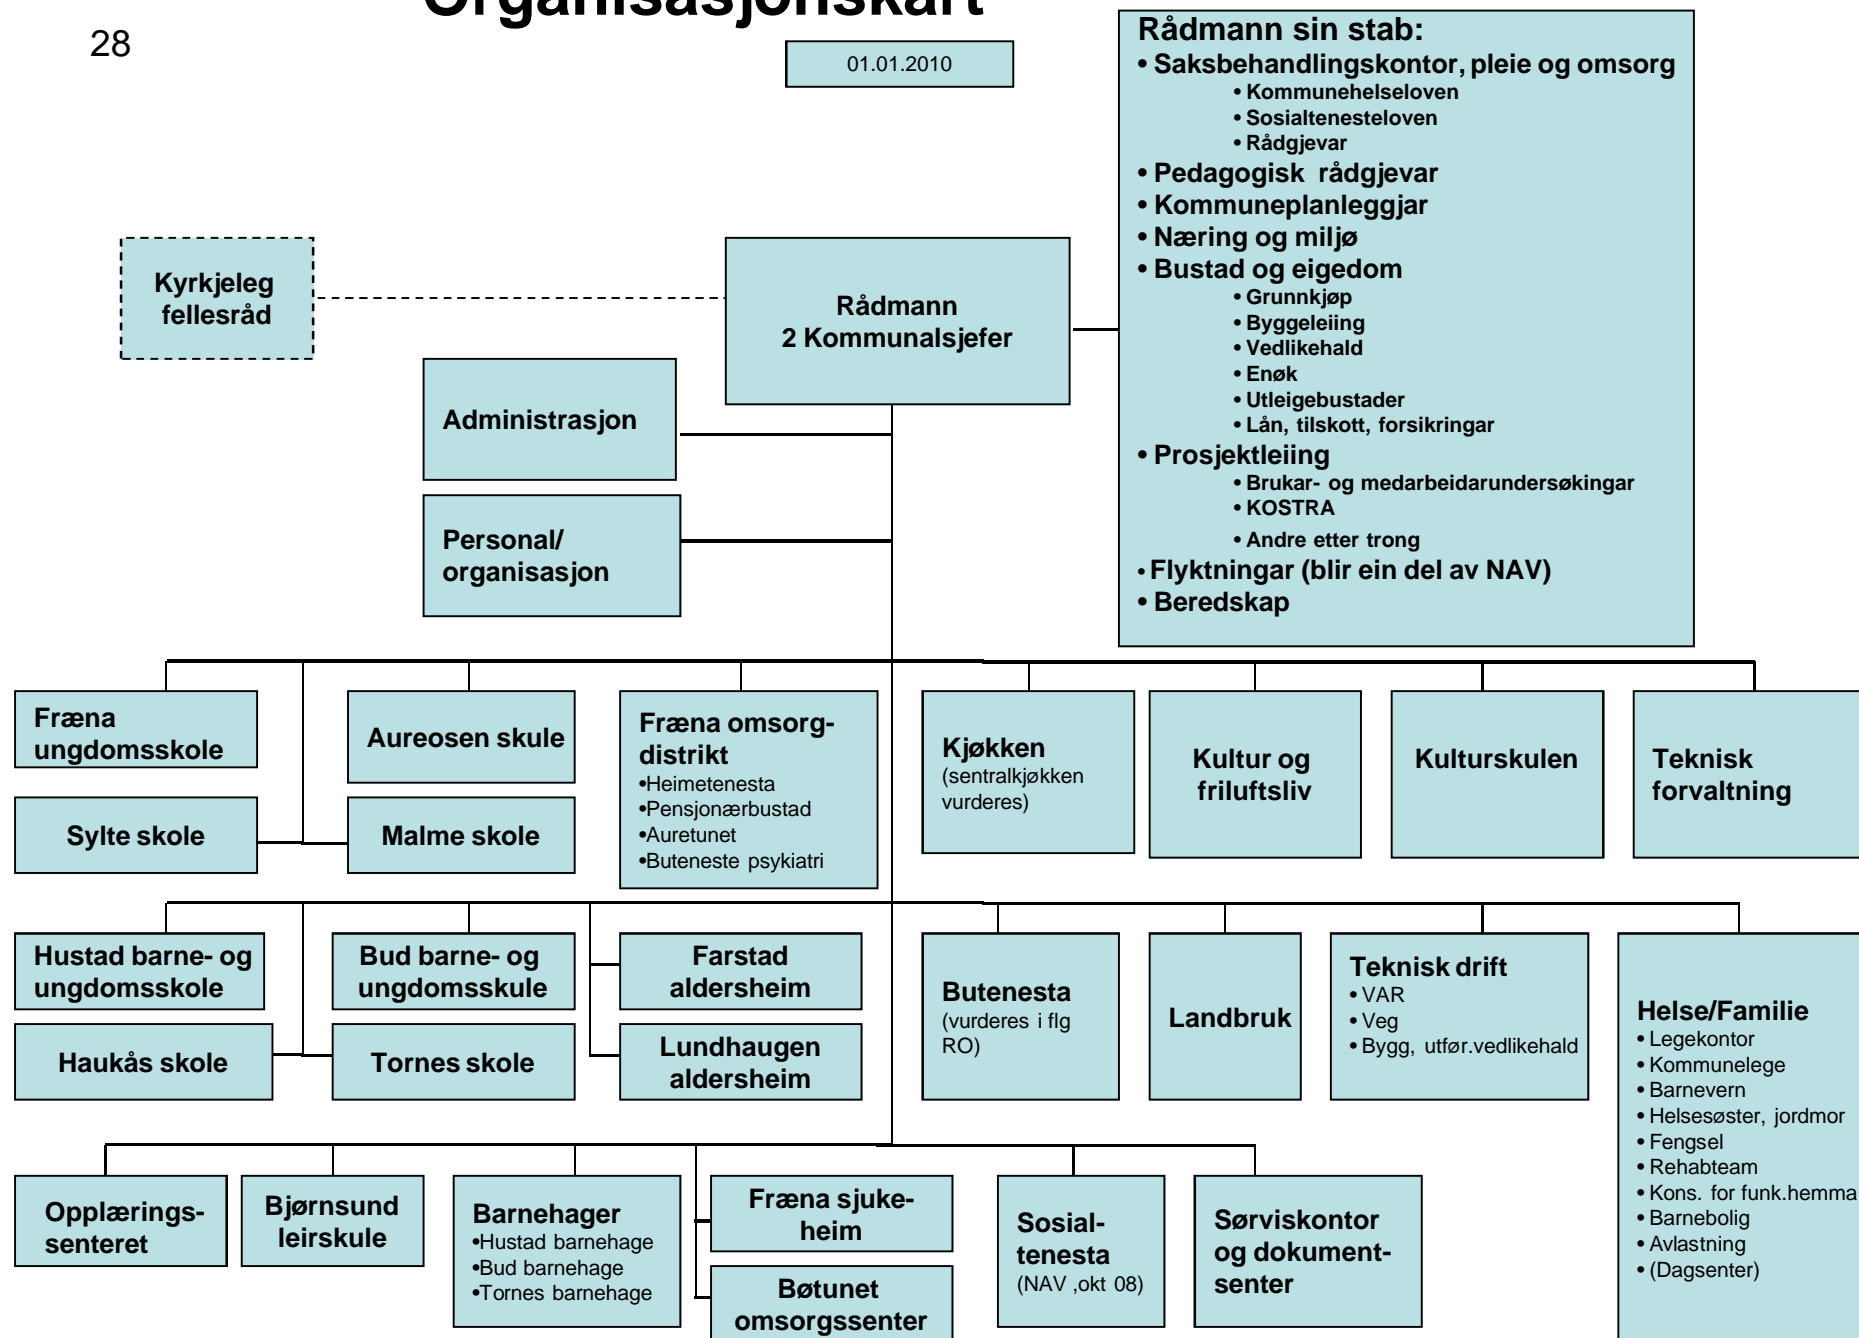 Organisasjonskart
28
01.01.2010
Rådmann sin stab:
• Saksbehandlingskontor, pleie og omsorg
• Kommunehelseloven
• Sosialtenesteloven
• Rådgjevar
• Pedagogisk rådgjevar
• Kommuneplanleggjar
• Næring og miljø
• Bustad og eigedom
• Grunnkjøp
• Byggeleiing
• Vedlikehald
• Enøk
• Utleigebustader
• Lån, tilskott, forsikringar
• Prosjektleiing
• Brukar- og medarbeidarundersøkingar
• KOSTRA
• Andre etter trong
• Flyktningar (blir ein del av NAV)
• Beredskap
Kyrkjeleg
fellesråd
Rådmann
2 Kommunalsjefer
Administrasjon
Personal/
organisasjon
Fræna
ungdomsskole
Aureosen skule
Sylte skole
Malme skole
Fræna omsorg-
distrikt
•Heimetenesta
•Pensjonærbustad
•Auretunet
•Buteneste psykiatri
Kjøkken
(sentralkjøkken
vurderes)
Kultur og
friluftsliv
Kulturskulen
Teknisk
forvaltning
Hustad barne- og
ungdomsskole
Bud barne- og
ungdomsskule
Farstad
aldersheim
Haukås skole
Tornes skole
Lundhaugen
aldersheim
Butenesta
(vurderes i flg
RO)
Landbruk
Teknisk drift
• VAR
• Veg
• Bygg, utfør.vedlikehald
Helse/Familie
• Legekontor
• Kommunelege
• Barnevern
• Helsesøster, jordmor
• Fengsel
• Rehabteam
• Kons. for funk.hemma
• Barnebolig
• Avlastning
• (Dagsenter)
Opplærings-
senteret
Bjørnsund
leirskule
Barnehager
•Hustad barnehage
•Bud barnehage
•Tornes barnehage
Fræna sjuke-
heim
Bøtunet
omsorgssenter
Sosial-
tenesta
(NAV ,okt 08)
Sørviskontor
og dokument-
senter